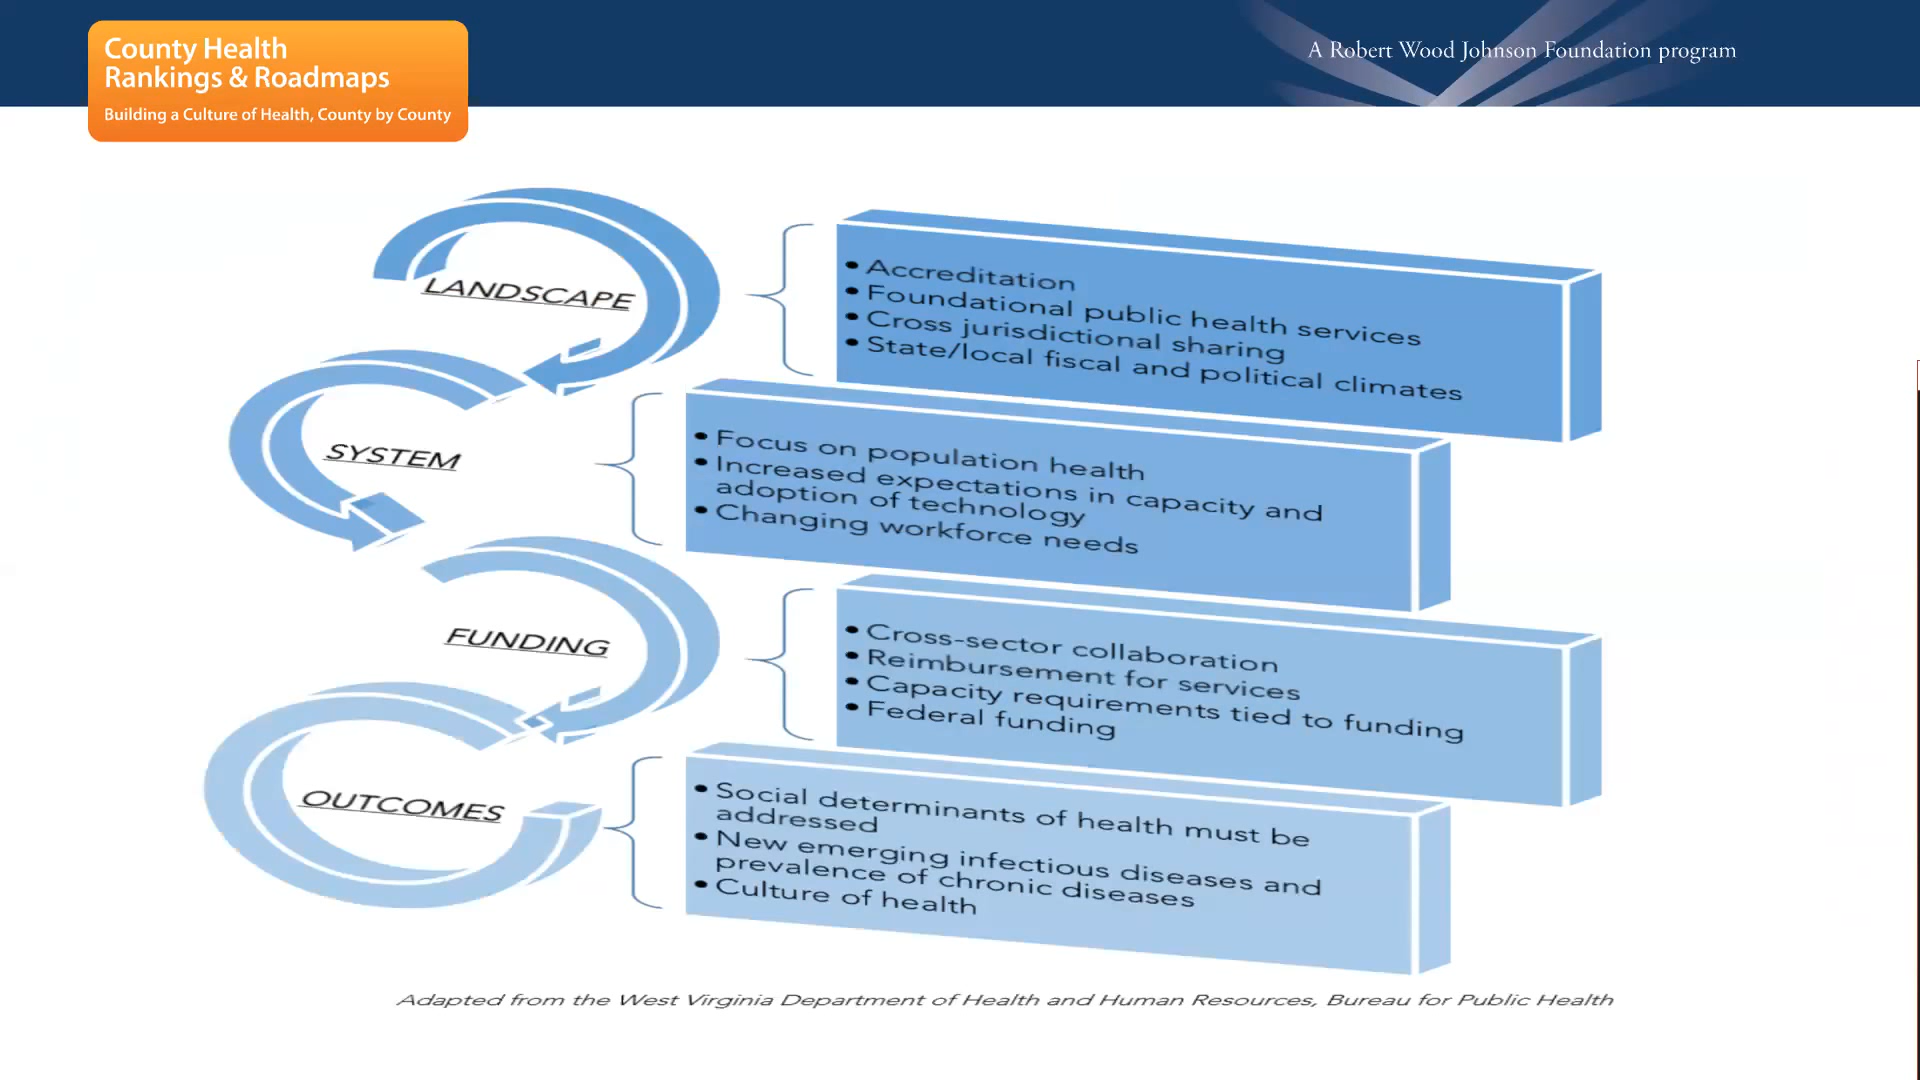 County Health
Rankings & Roadmaps
Building a Culture of Health, County by County
A Robert Wood Johnson Foundation program
LANDSCAPE
• Accreditation
• Foundational public health services
• Cross jurisdictional sharing
• State/local fiscal and political climates
SYSTEM
• Focus on population health
• Increased expectations in capacity and
adoption of technology
• Changing workforce needs
FUNDING
• Cross-sector collaboration
• Reimbursement for services
• Capacity requirements tied to funding
• Federal funding
OUTCOMES
• Social determinants of health must be
addressed
• New emerging infectious diseases and
prevalence of chronic diseases
• Culture of health
Adapted from the West Virginia Department of Health and Human Resources, Bureau for Public Health